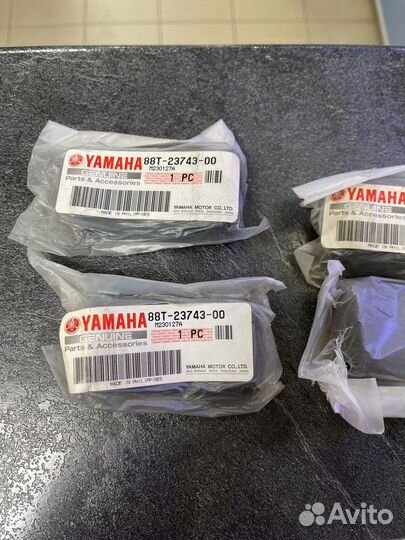 YAMAHA 88T-23743-00
GENUINE M230127A
Parts & Accessories 1 PC
YAMAHA MOTOR CO., LTD.
MADE IN PHILIPPINES
YAMAHA
GENUINE
Parts & Accessories
MADE IN PHIL
YAMAHA 88T-23743-00
GENUINE M230127A
Parts & Accessories 1 PC
YAMAHA MOTOR CO., LTD.
MADE IN PHILIPPINES
Avito